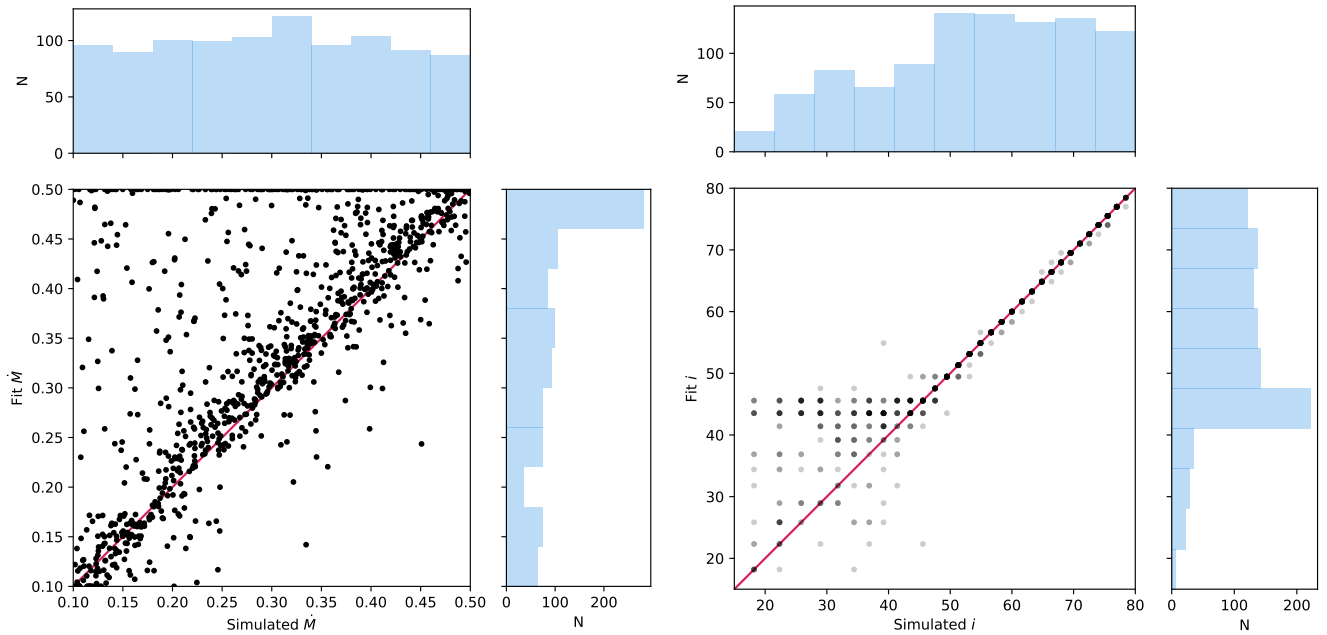 100
50
0
N
100
50
0
N
0.50
0.45
0.40
0.35
0.30
0.25
0.20
0.15
0.10
Fit Ṁ
0.10 0.15 0.20 0.25 0.30 0.35 0.40 0.45 0.50
Simulated Ṁ
0 100 200
N
80
70
60
50
40
30
20
Fit i
20 30 40 50 60 70 80
Simulated i
0 100 200
N